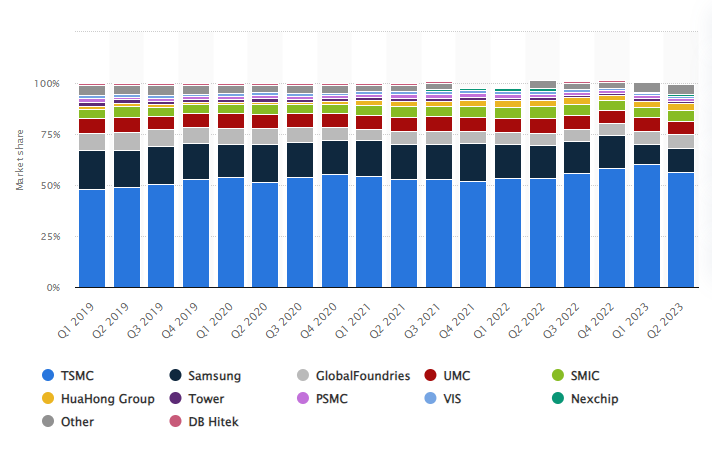 100%
75%
50%
25%
0%
Market share
Q1 2019
Q2 2019
Q3 2019
Q4 2019
Q1 2020
Q2 2020
Q3 2020
Q4 2020
Q1 2021
Q2 2021
Q3 2021
Q4 2021
Q1 2022
Q2 2022
Q3 2022
Q4 2022
Q1 2023
Q2 2023
TSMC Samsung GlobalFoundries UMC SMIC
HuaHong Group Tower PSMC VIS Nexchip
Other DB Hitek